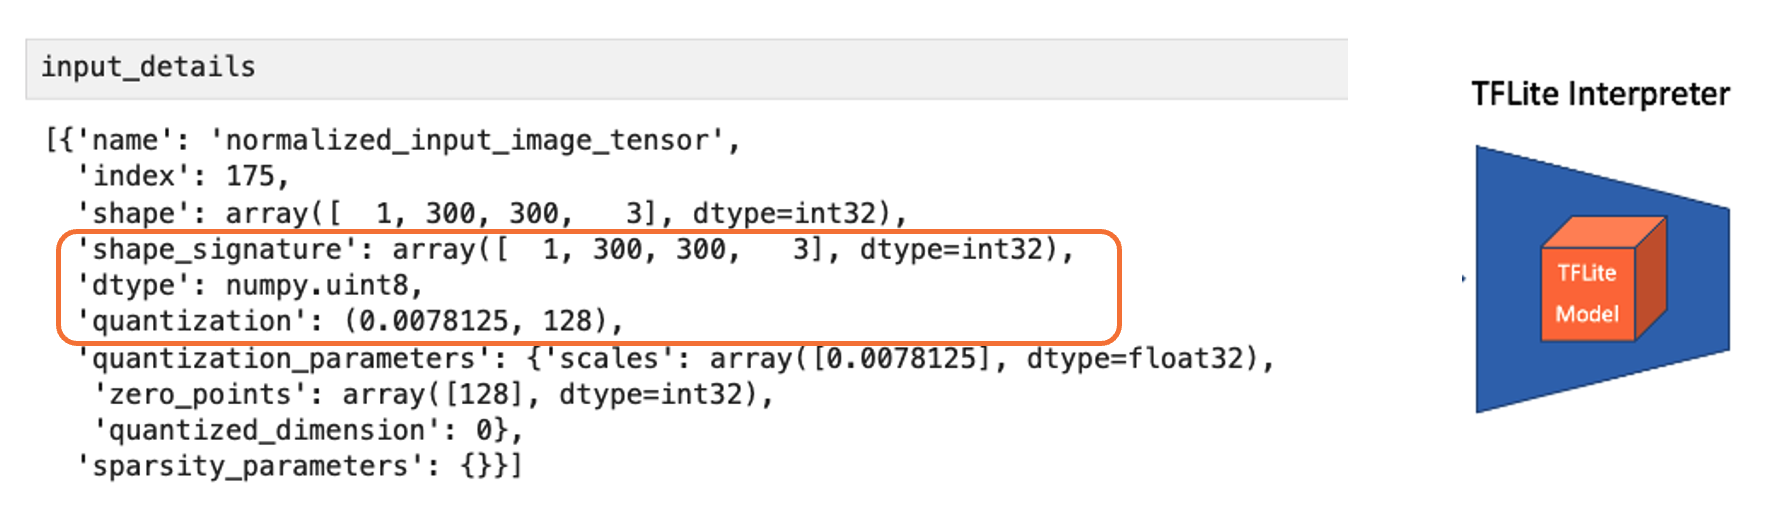 input_details
[{'name': 'normalized_input_image_tensor',
'index': 175,
'shape': array([  1, 300, 300,   3], dtype=int32),
'shape_signature': array([  1, 300, 300,   3], dtype=int32),
'dtype': numpy.uint8,
'quantization': (0.0078125, 128),
'quantization_parameters': {'scales': array([0.0078125], dtype=float32),
'zero_points': array([128], dtype=int32),
'quantized_dimension': 0},
'sparsity_parameters': {}}]
TFLite Interpreter
TFLite
Model